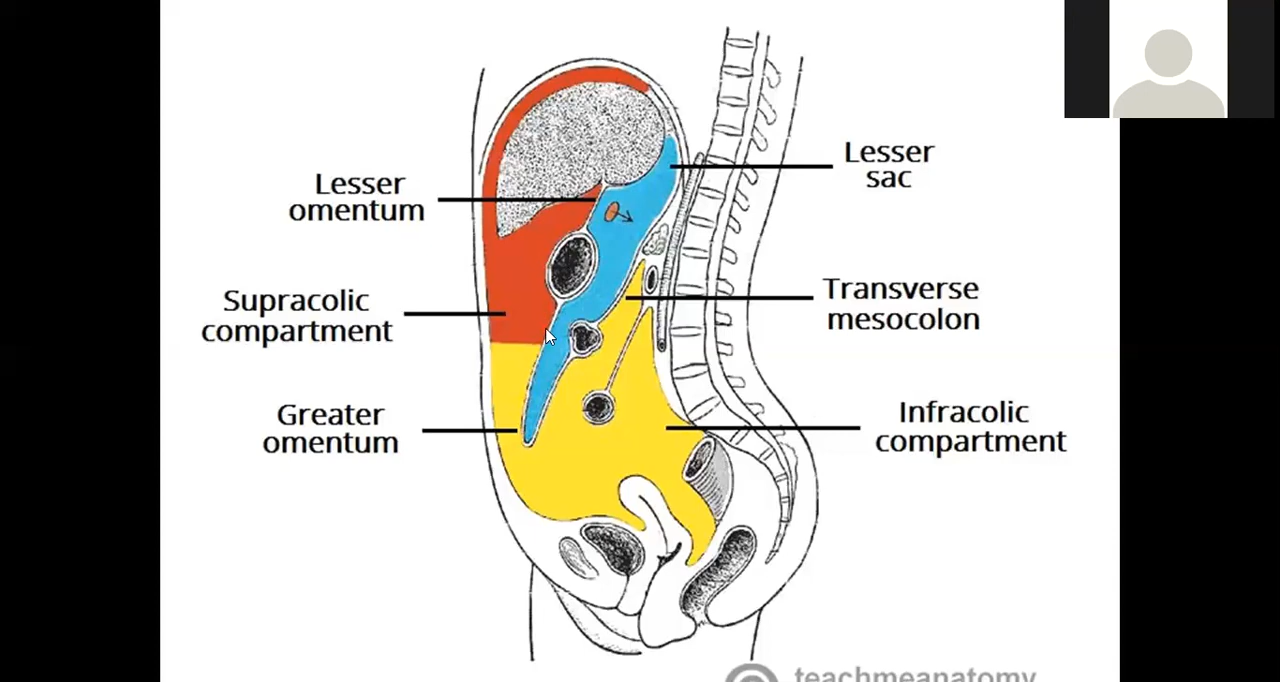 Lesser
omentum
Supracolic
compartment
Greater
omentum
Lesser
sac
Transverse
mesocolon
Infracolic
compartment
teachmeanatomy